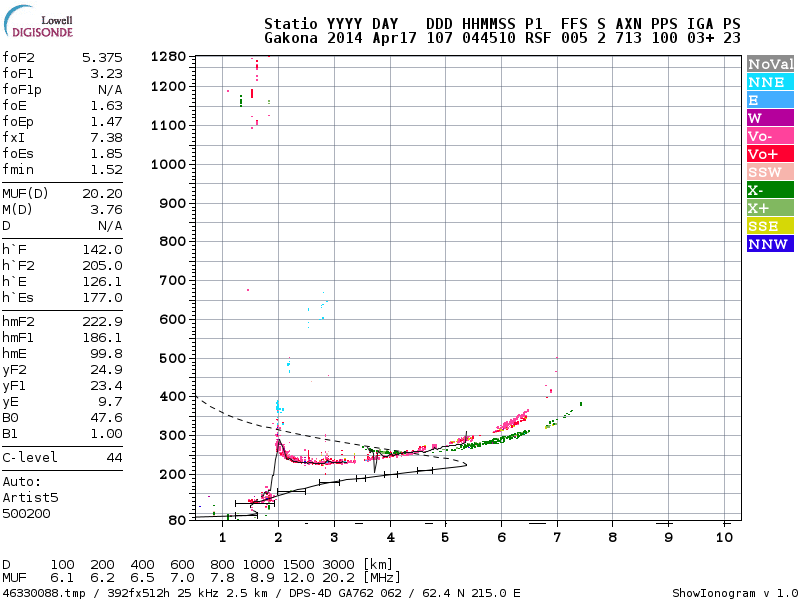 Lowell
DIGISONDE
Statio YYYY DAY DDD HHMMSS P1 FFS S AXN PPS IGA PS
Gakona 2014 Apr17 107 044510 RSF 005 2 713 100 03+ 23
foF2 5.375
foF1 3.23
foF1p N/A
foE 1.63
foEp 1.47
fxI 7.38
foEs 1.85
fmin 1.52
MUF(D) 20.20
M(D) 3.76
D N/A
h`F 142.0
h`F2 205.0
h`E 126.1
h`Es 177.0
hmF2 222.9
hmF1 186.1
hmE 99.8
yF2 24.9
yF1 23.4
yE 9.7
B0 47.6
B1 1.00
C-level 44
Auto:
Artist5
500200
1280
1200
1100
1000
900
800
700
600
500
400
300
200
80
1 2 3 4 5 6 7 8 9 10
NoVal
NNE
E
W
Vo-
Vo+
SSW
X-
X+
SSE
NNW
D 100 200 400 600 800 1000 1500 3000 [km]
MUF 6.1 6.2 6.5 7.0 7.8 8.9 12.0 20.2 [MHz]
46330088.tmp / 392fx512h 25 kHz 2.5 km / DPS-4D GA762 062 / 62.4 N 215.0 E
ShowIonogram v 1.0